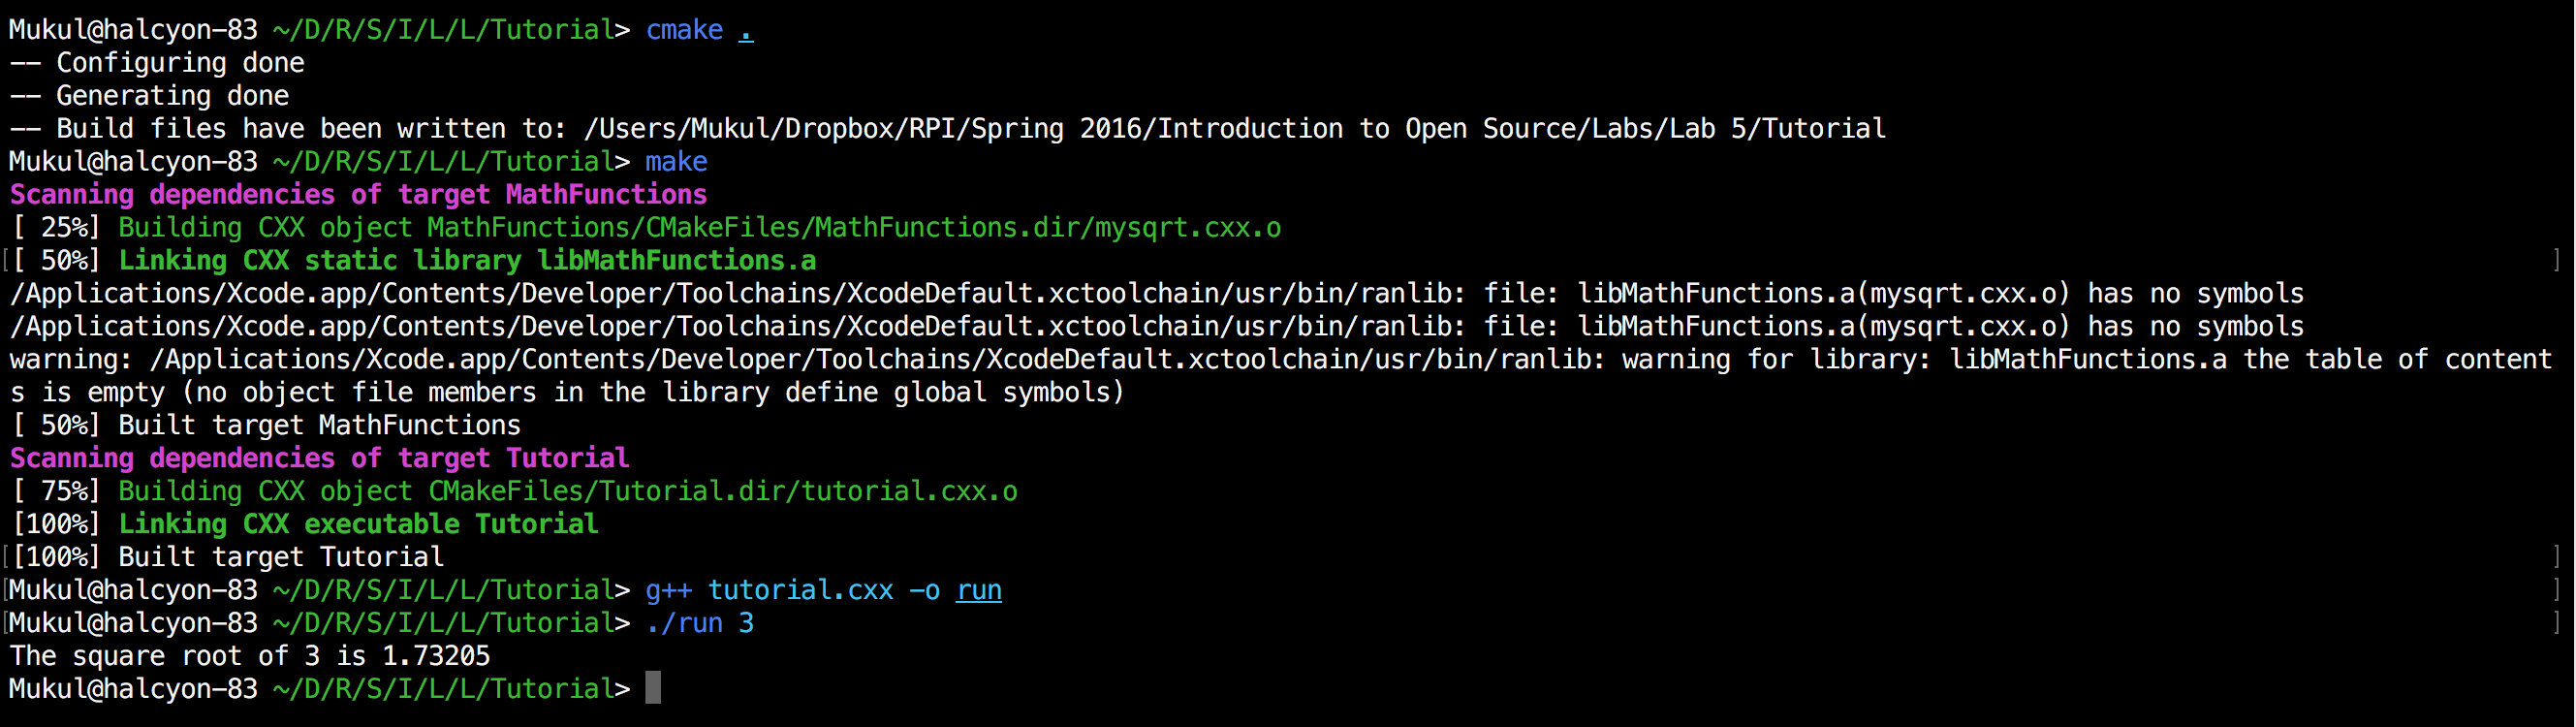 Mukul@halcyon-83 ~/D/R/S/I/L/L/Tutorial> cmake .
-- Configuring done
-- Generating done
-- Build files have been written to: /Users/Mukul/Dropbox/RPI/Spring 2016/Introduction to Open Source/Labs/Lab 5/Tutorial
Mukul@halcyon-83 ~/D/R/S/I/L/L/Tutorial> make
Scanning dependencies of target MathFunctions
[ 25%] Building CXX object MathFunctions/CMakeFiles/MathFunctions.dir/mysqrt.cxx.o
[[ 50%] Linking CXX static library libMathFunctions.a ]
/Applications/Xcode.app/Contents/Developer/Toolchains/XcodeDefault.xctoolchain/usr/bin/ranlib: file: libMathFunctions.a(mysqrt.cxx.o) has no symbols
/Applications/Xcode.app/Contents/Developer/Toolchains/XcodeDefault.xctoolchain/usr/bin/ranlib: file: libMathFunctions.a(mysqrt.cxx.o) has no symbols
warning: /Applications/Xcode.app/Contents/Developer/Toolchains/XcodeDefault.xctoolchain/usr/bin/ranlib: warning for library: libMathFunctions.a the table of content
s is empty (no object file members in the library define global symbols)
[ 50%] Built target MathFunctions
Scanning dependencies of target Tutorial
[ 75%] Building CXX object CMakeFiles/Tutorial.dir/tutorial.cxx.o
[100%] Linking CXX executable Tutorial
[[100%] Built target Tutorial ]
[Mukul@halcyon-83 ~/D/R/S/I/L/L/Tutorial> g++ tutorial.cxx -o run ]
[Mukul@halcyon-83 ~/D/R/S/I/L/L/Tutorial> ./run 3 ]
The square root of 3 is 1.73205
Mukul@halcyon-83 ~/D/R/S/I/L/L/Tutorial>